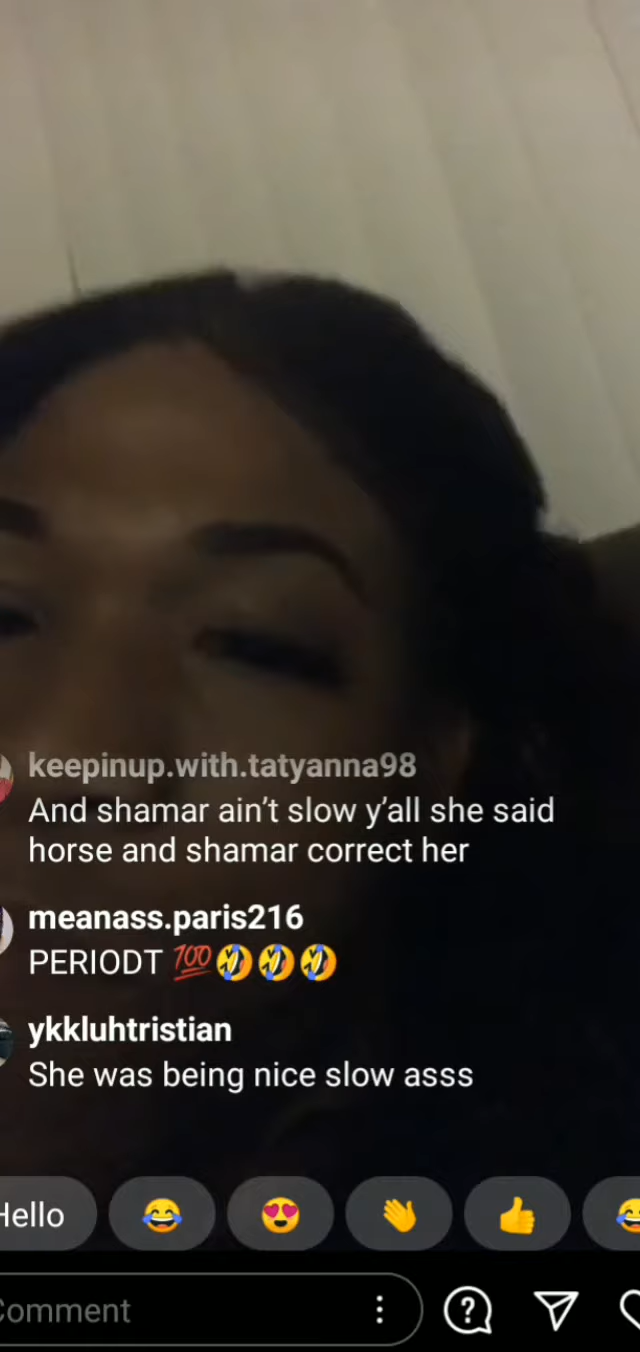 keepinup.with.tatyanna98
And shamar ain't slow y'all she said
horse and shamar correct her
meanass.paris216
PERIODT 💯🤣🤣🤣
ykkluhtristian
She was being nice slow asss
Hello
Comment